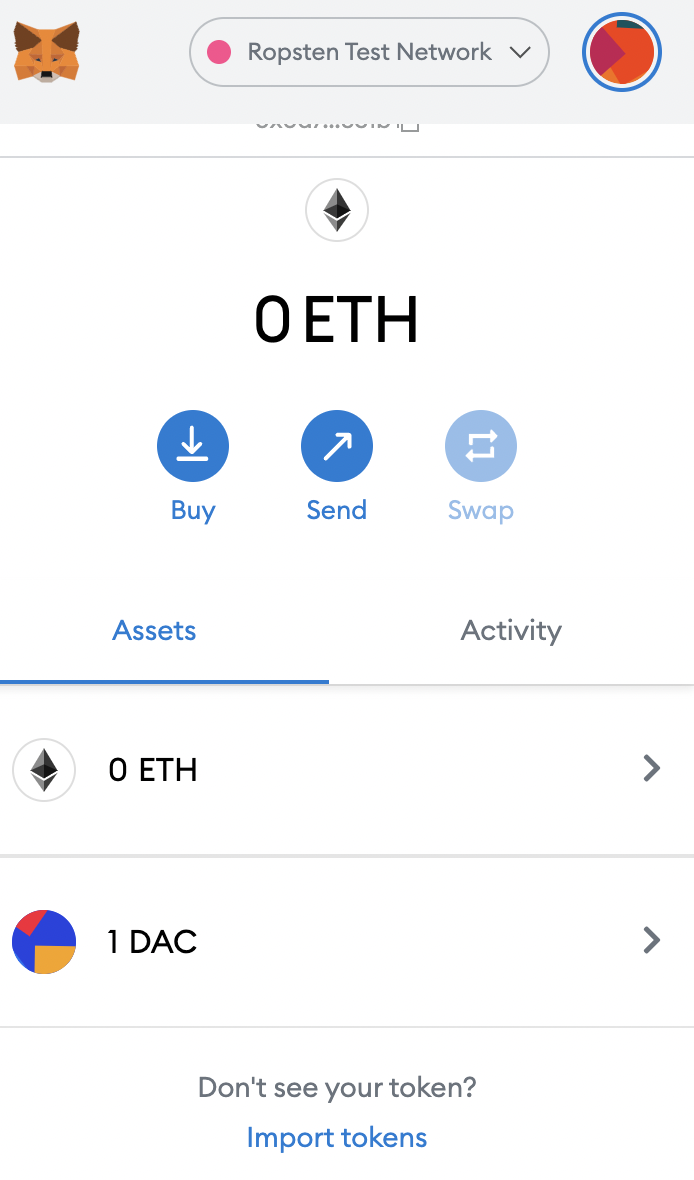 Ropsten Test Network
0 ETH
Buy
Send
Swap
Assets
Activity
0 ETH
1 DAC
Don't see your token?
Import tokens